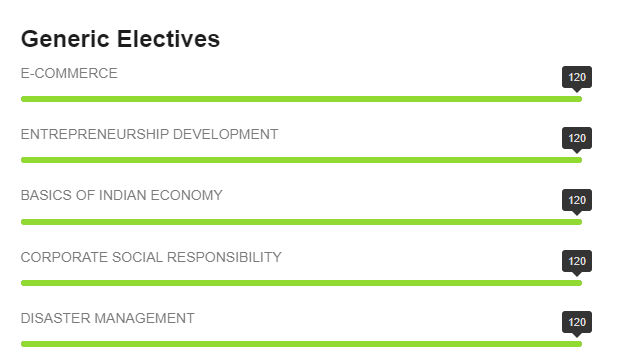 Generic Electives
E-COMMERCE
120
ENTREPRENEURSHIP DEVELOPMENT
120
BASICS OF INDIAN ECONOMY
120
CORPORATE SOCIAL RESPONSIBILITY
120
DISASTER MANAGEMENT
120